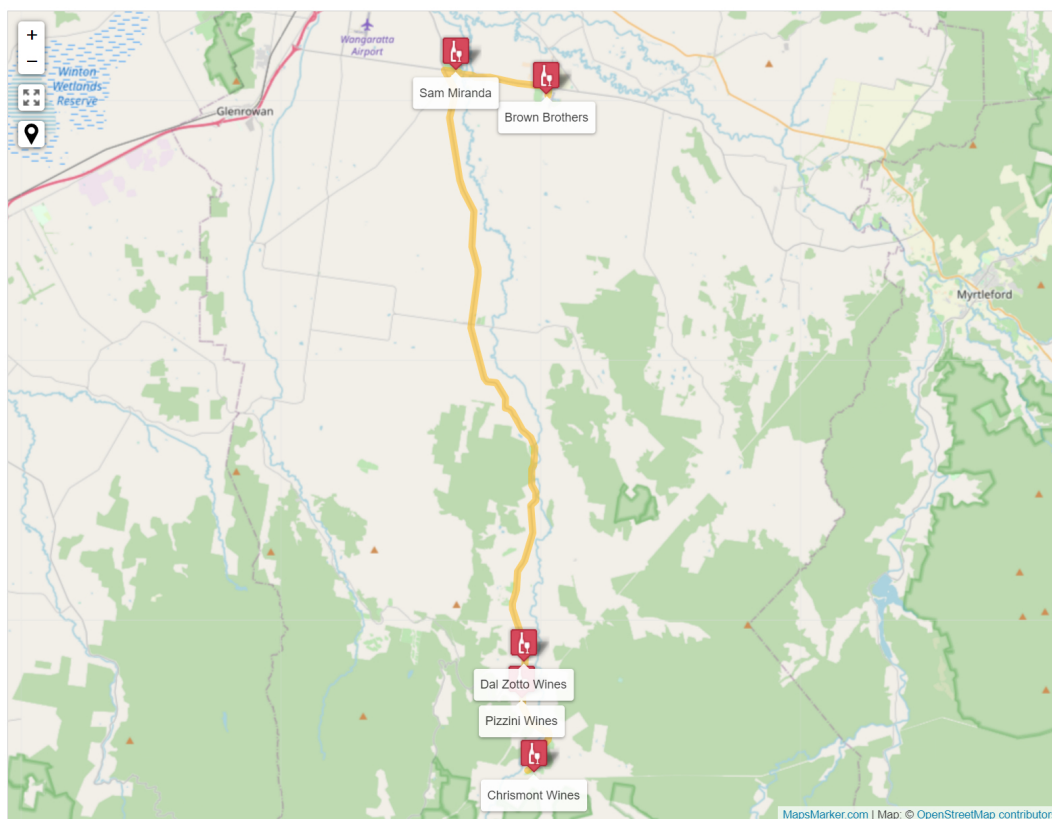 +
−
Wangaratta
Airport
Winton
Wetlands
Reserve
Glenrowan
Sam Miranda
Brown Brothers
Myrtleford
Dal Zotto Wines
Pizzini Wines
Chrismont Wines
MapsMarker.com | Map: © OpenStreetMap contributor